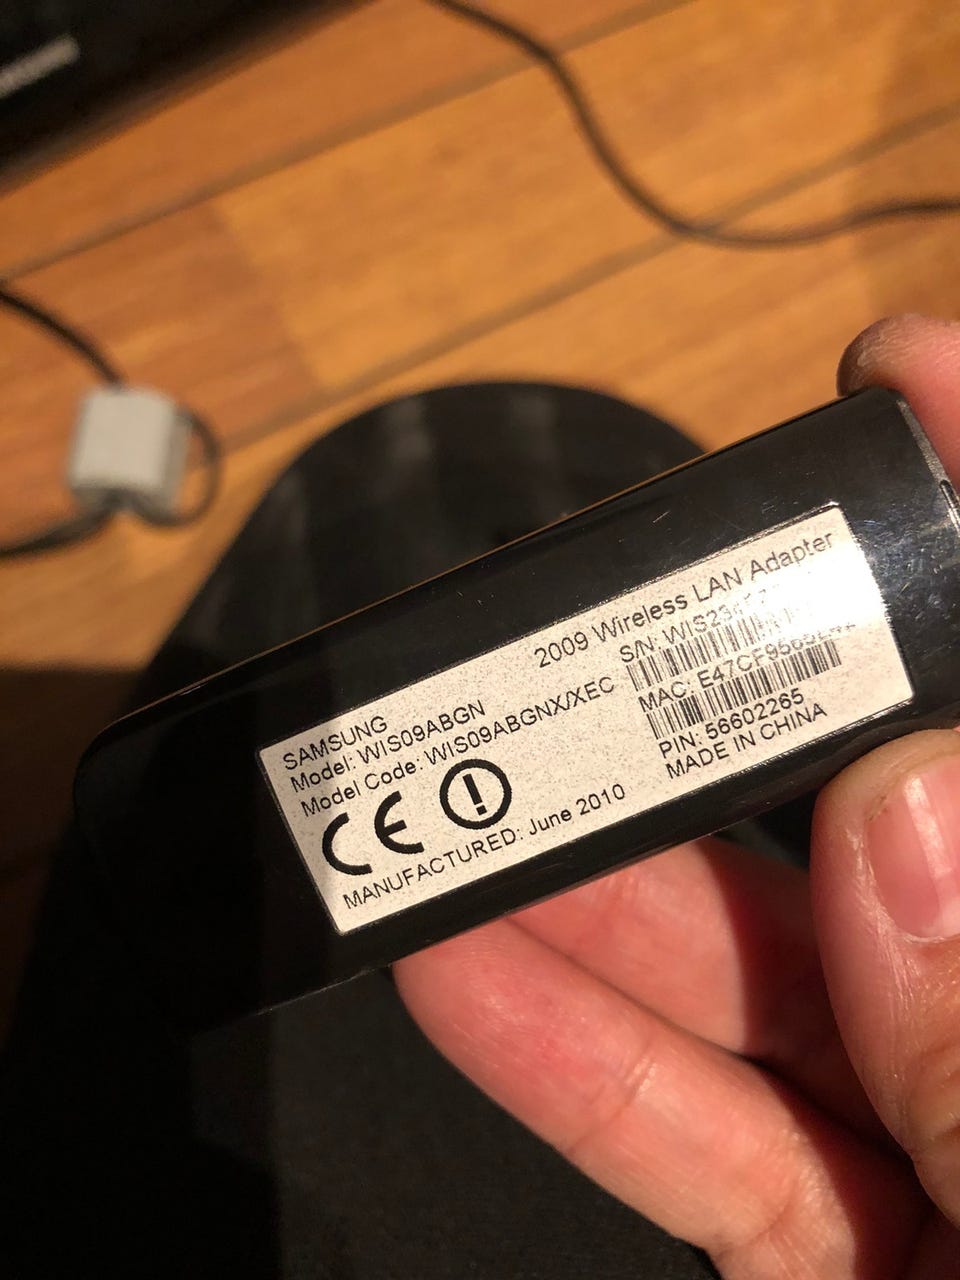 2009 Wireless LAN Adapter
SAMSUNG
Model: WIS09ABGN
Model Code: WIS09ABGNX/XEC
MANUFACTURED: June 2010
S/N:
MAC:
PIN: 56602265
MADE IN CHINA
CE
!